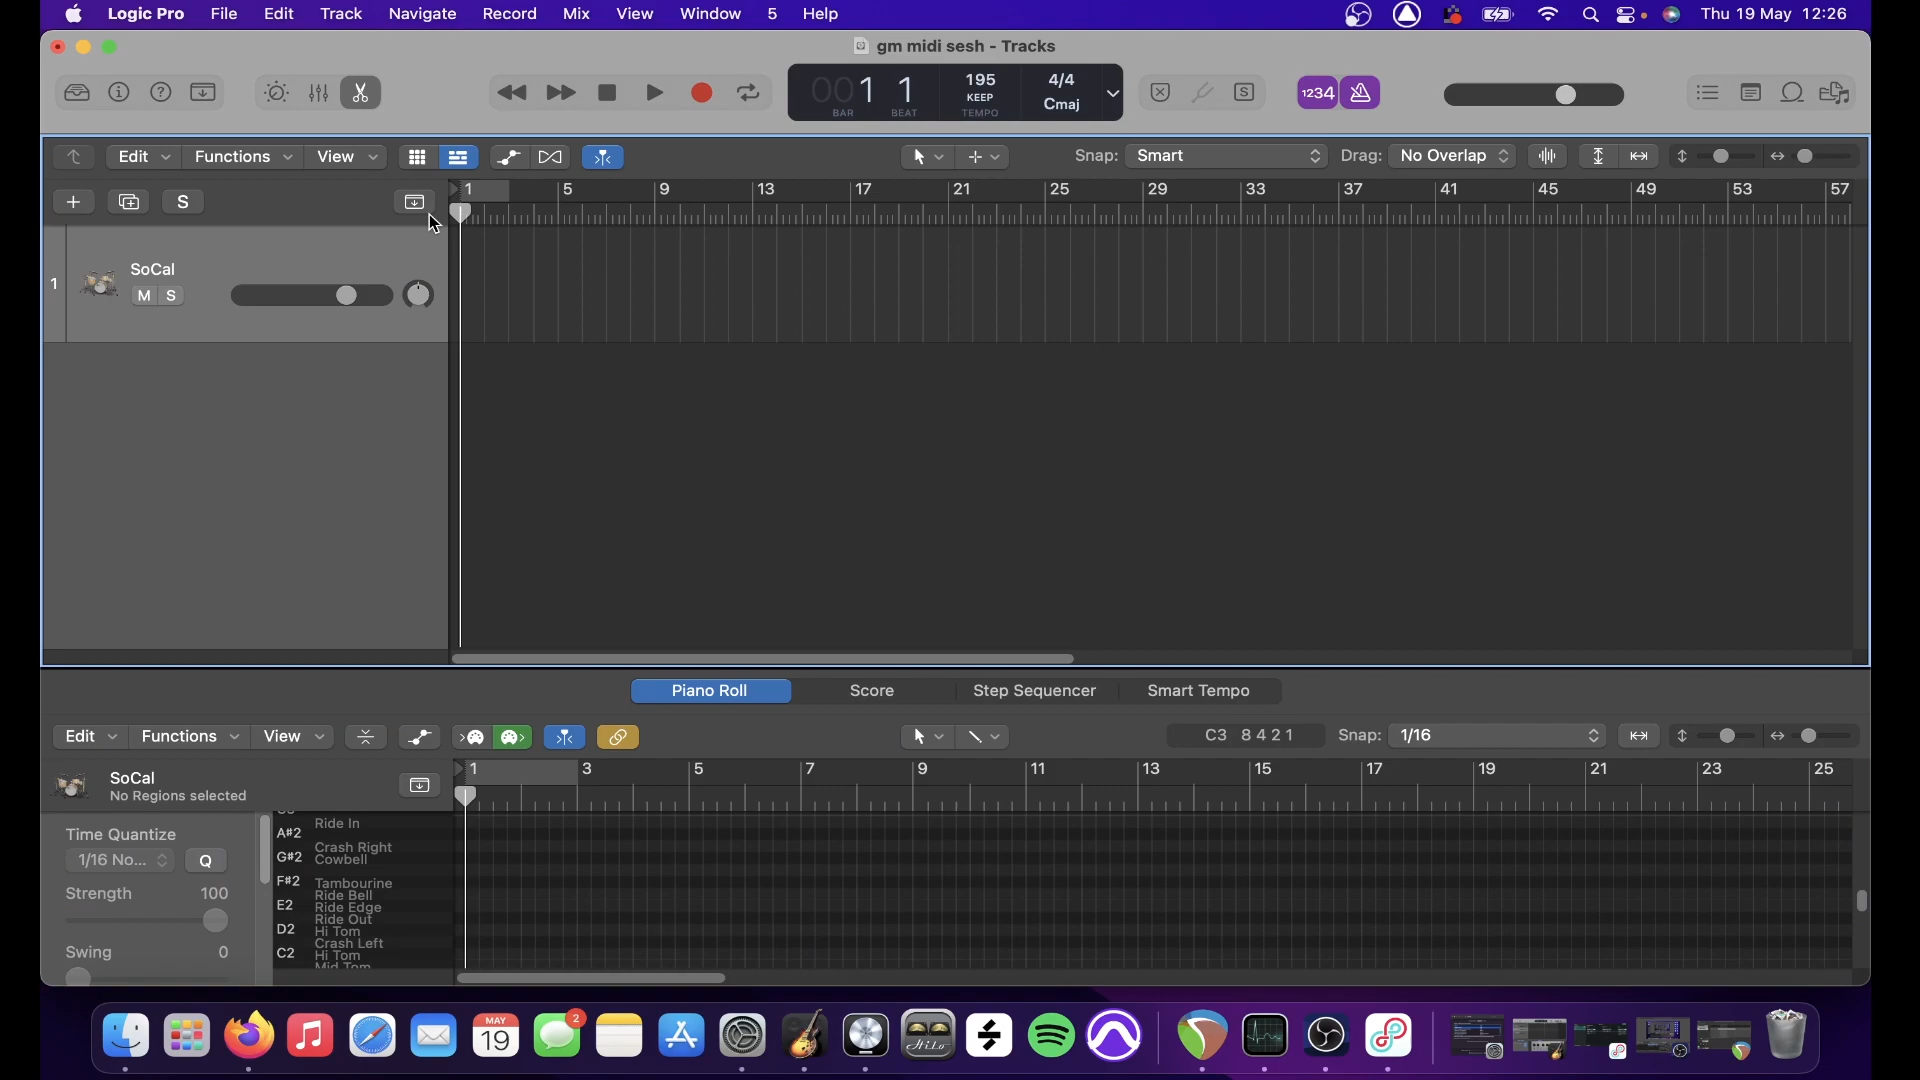 Logic Pro File Edit Track Navigate Record Mix View Window 5 Help Thu 19 May 12:26
gm midi sesh - Tracks
001 1 195 KEEP 4/4 Cmaj
BAR BEAT TEMPO
1234
S
Edit Functions View Snap: Smart Drag: No Overlap
S
1 5 9 13 17 21 25 29 33 37 41 45 49 53 57
1 SoCal
M S
Piano Roll Score Step Sequencer Smart Tempo
Edit Functions View C3 8 4 2 1 Snap: 1/16
1 3 5 7 9 11 13 15 17 19 21 23 25
SoCal
No Regions selected
Time Quantize
1/16 No... Q
Strength 100
Swing 0
Ride In
A#2
Crash Right
G#2 Cowbell
F#2 Tambourine
Ride Bell
E2 Ride Edge
Ride Out
D2 Hi Tom
Crash Left
C2 Hi Tom
Mid Tom
MAY
19
2
HiLo